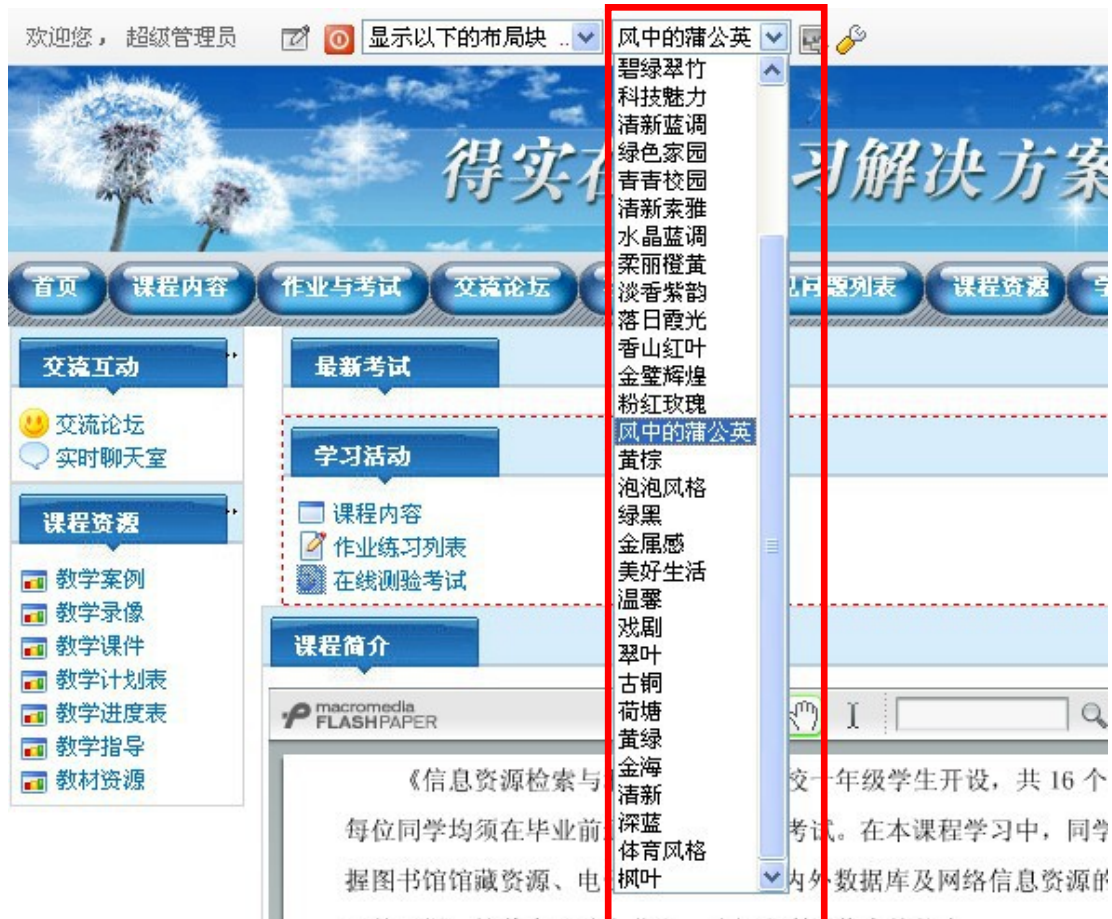 欢迎您， 超级管理员
显示以下的布局块 ..
风中的蒲公英
碧绿翠竹
科技魅力
清新蓝调
绿色家园
青青校园
清新素雅
水晶蓝调
柔丽橙黄
淡香紫韵
落日霞光
香山红叶
金璧辉煌
粉红玫瑰
风中的蒲公英
黄棕
泡泡风格
绿黑
金属感
美好生活
温馨
戏剧
翠叶
古铜
荷塘
黄绿
金海
清新
深蓝
体育风格
枫叶
得实在 习解决方案
首页 课程内容 作业与考试 交流论坛 问题列表 课程资源
交流互动
交流论坛
实时聊天室
课程资源
教学案例
教学录像
教学课件
教学计划表
教学进度表
教学指导
教材资源
最新考试
学习活动
课程内容
作业练习列表
在线测验考试
课程简介
macromedia
FLASHPAPER
《信息资源检索与 校一年级学生开设，共 16 个
每位同学均须在毕业前 考试。在本课程学习中，同学
握图书馆馆藏资源、电 内外数据库及网络信息资源的